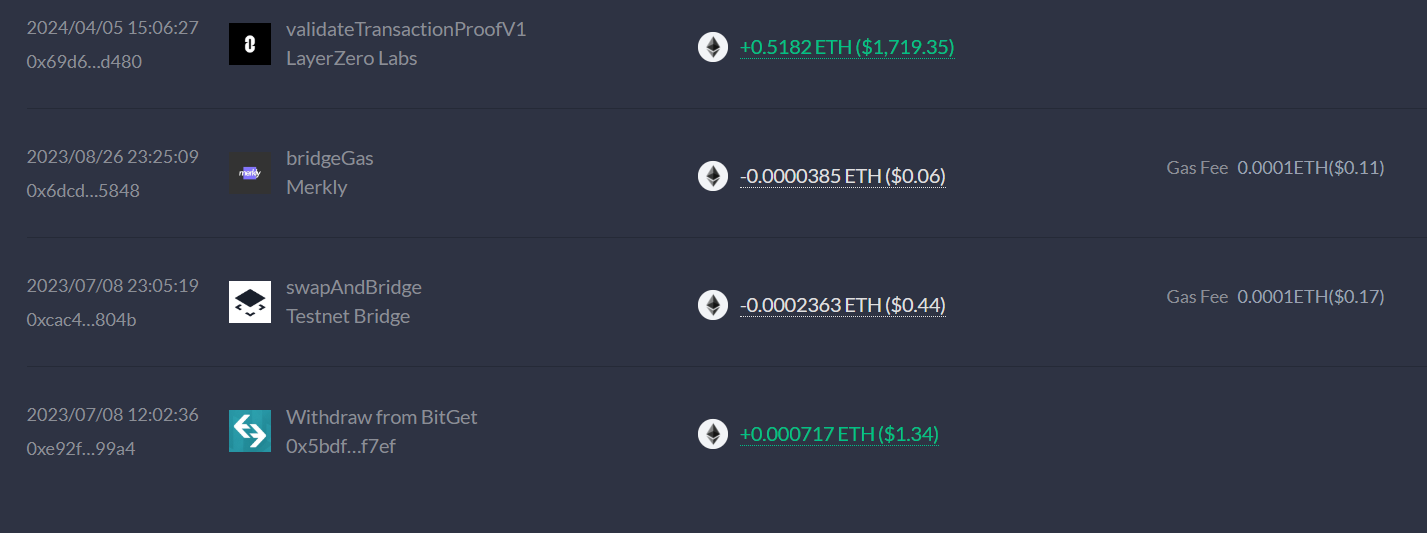 2024/04/05 15:06:27
0x69d6...d480
validateTransactionProofV1
LayerZero Labs
+0.5182 ETH ($1,719.35)
2023/08/26 23:25:09
0x6dcd...5848
merkly
bridgeGas
Merkly
-0.0000385 ETH ($0.06)
Gas Fee 0.0001ETH($0.11)
2023/07/08 23:05:19
0xcac4...804b
swapAndBridge
Testnet Bridge
-0.0002363 ETH ($0.44)
Gas Fee 0.0001ETH($0.17)
2023/07/08 12:02:36
0xe92f...99a4
Withdraw from BitGet
0x5bdf...f7ef
+0.000717 ETH ($1.34)